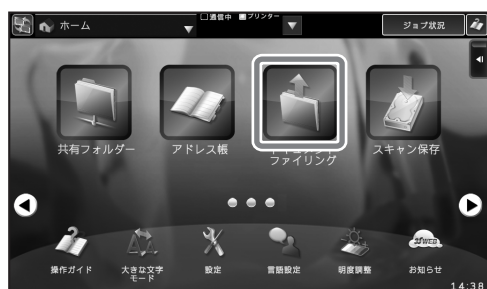 ホーム
□通信中 ■プリンター
ジョブ状況
共有フォルダー
アドレス帳
ファイリング
スキャン保存
操作ガイド
大きな文字
モード
設定
言語設定
明度調整
お知らせ
14:38